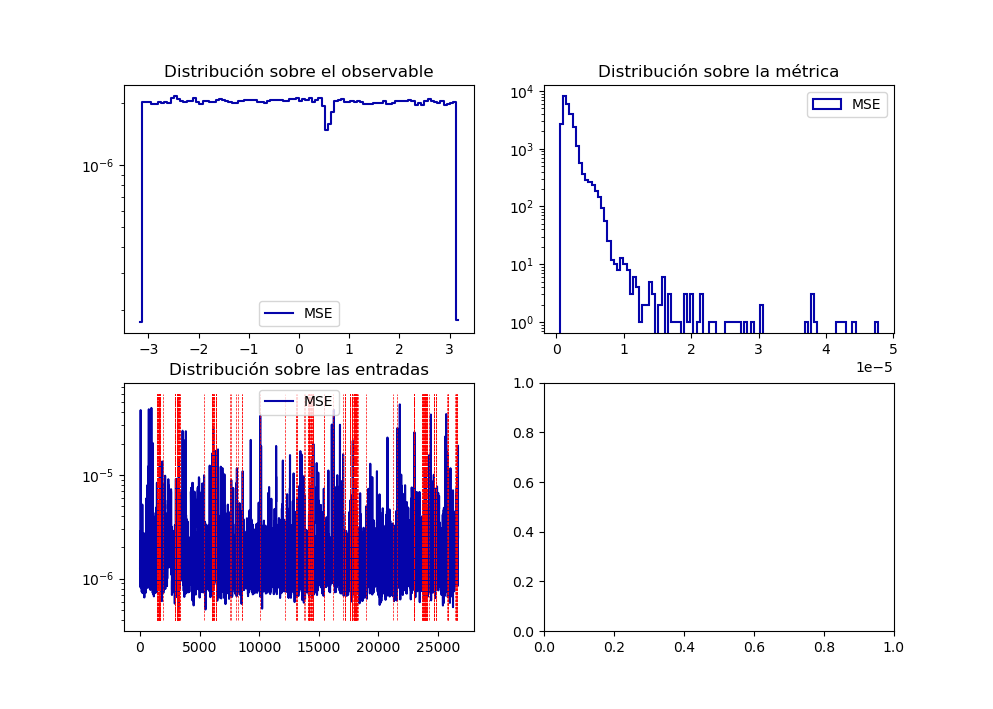 Distribución sobre el observable
10⁻⁶
MSE
−3 −2 −1 0 1 2 3
Distribución sobre la métrica
MSE
10⁴
10³
10²
10¹
10⁰
0 1 2 3 4 5
1e−5
Distribución sobre las entradas
MSE
10⁻⁵
10⁻⁶
0 5000 10000 15000 20000 25000
1.0
0.8
0.6
0.4
0.2
0.0
0.0 0.2 0.4 0.6 0.8 1.0